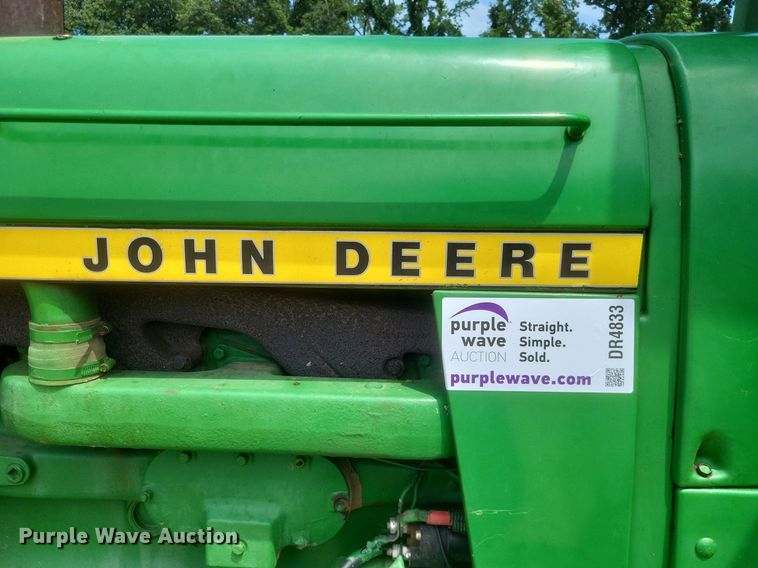 JOHN DEERE
purple
wave
AUCTION
Straight.
Simple.
Sold.
purplewave.com
DR4833
Purple Wave Auction